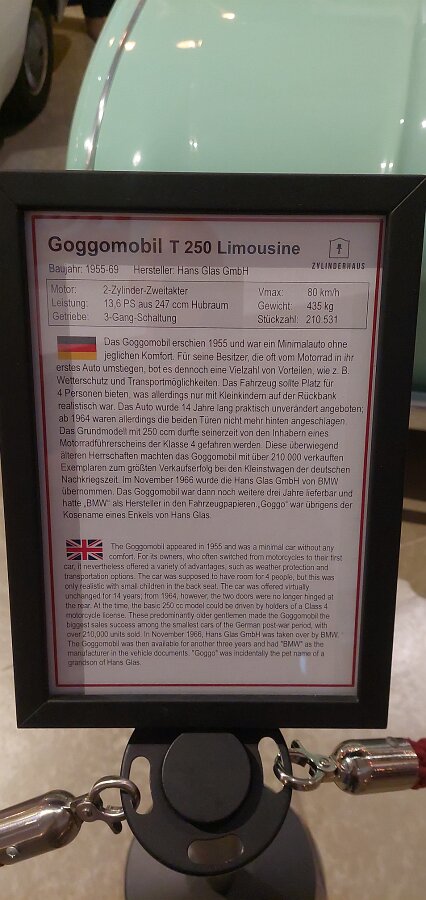 Goggomobil T 250 Limousine
ZYLINDERHAUS
Baujahr: 1955-69 Hersteller: Hans Glas GmbH
Motor: 2-Zylinder-Zweitakter Vmax: 80 km/h
Leistung: 13,6 PS aus 247 ccm Hubraum Gewicht: 435 kg
Getriebe: 3-Gang-Schaltung Stückzahl: 210.531
Das Goggomobil erschien 1955 und war ein Minimalauto ohne
jeglichen Komfort. Für seine Besitzer, die oft vom Motorrad in ihr
erstes Auto umstiegen, bot es dennoch eine Vielzahl von Vorteilen, wie z. B.
Wetterschutz und Transportmöglichkeiten. Das Fahrzeug sollte Platz für
4 Personen bieten, was allerdings nur mit Kleinkindern auf der Rückbank
realistisch war. Das Auto wurde 14 Jahre lang praktisch unverändert angeboten;
ab 1964 waren allerdings die beiden Türen nicht mehr hinten angeschlagen.
Das Grundmodell mit 250 ccm durfte seinerzeit von den Inhabern eines
Motorradführerscheins der Klasse 4 gefahren werden. Diese überwiegend
älteren Herrschaften machten das Goggomobil mit über 210 000 verkauften
Exemplaren zum größten Verkaufserfolg bei den Kleinstwagen der deutschen
Nachkriegszeit. Im November 1966 wurde die Hans Glas GmbH von BMW
übernommen. Das Goggomobil war dann noch weitere drei Jahre lieferbar und
hatte „BMW" als Hersteller in den Fahrzeugpapieren. „Goggo" war übrigens der
Kosename eines Enkels von Hans Glas.
The Goggomobil appeared in 1955 and was a minimal car without any
comfort. For its owners, who often switched from motorcycles to their first
car, it nevertheless offered a variety of advantages, such as weather protection and
transportation options. The car was supposed to have room for 4 people, but this was
only realistic with small children in the back seat. The car was offered virtually
unchanged for 14 years; from 1964, however, the two doors were no longer hinged at
the rear. At the time, the basic 250 cc model could be driven by holders of a Class 4
motorcycle license. These predominantly older gentlemen made the Goggomobil the
biggest sales success among the smallest cars of the German post-war period, with
over 210,000 units sold. In November 1966, Hans Glas GmbH was taken over by BMW.
The Goggomobil was then available for another three years and had "BMW" as the
manufacturer in the vehicle documents. "Goggo" was incidentally the pet name of a
grandson of Hans Glas.